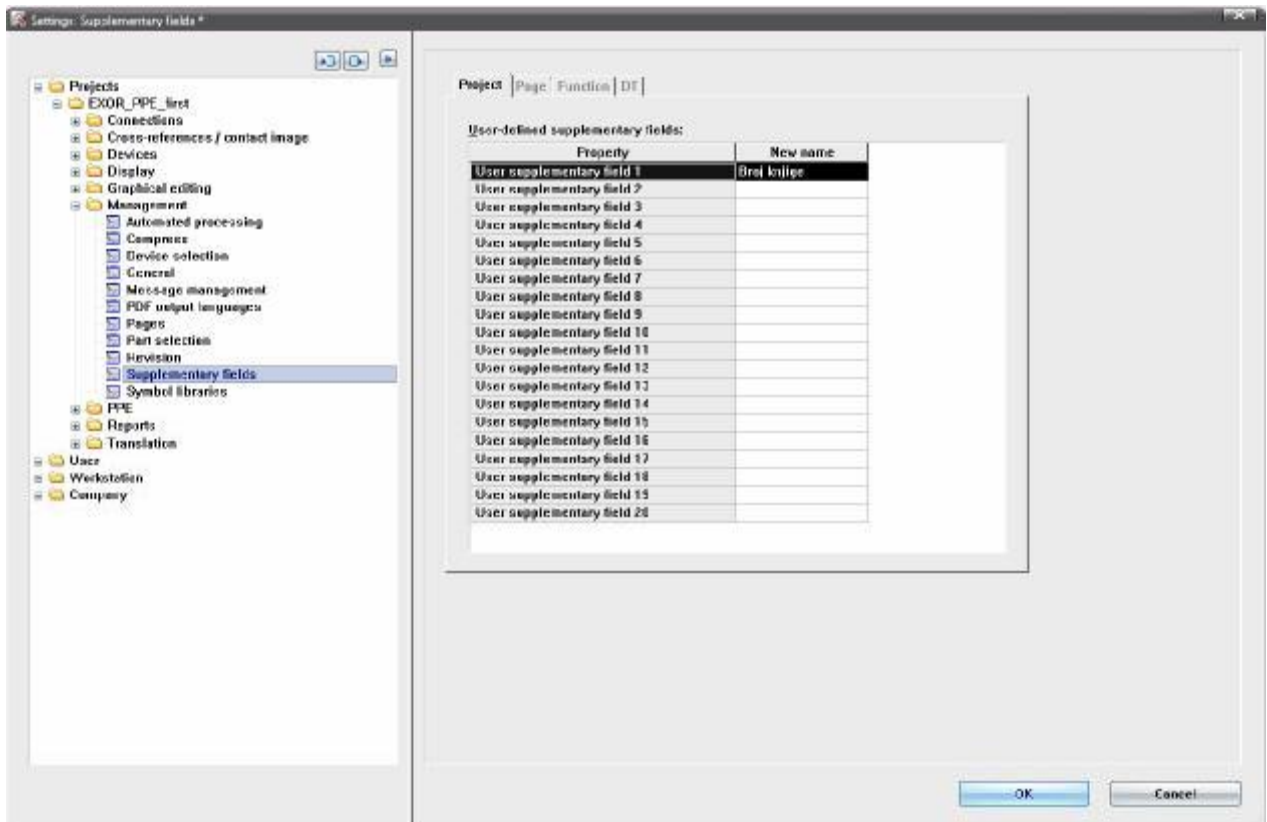 Settings: Supplementary fields *
Projects
EXOR_PPE_first
Connections
Cross-references / contact image
Devices
Display
Graphical editing
Management
Automated processing
Compress
Device selection
General
Message management
PDF output languages
Pages
Part selection
Revision
Supplementary fields
Symbol libraries
PPE
Reports
Translation
User
Workstation
Company
Project Page Function DT
User-defined supplementary fields:
Property New name
User supplementary field 1 Broj knjige
User supplementary field 2
User supplementary field 3
User supplementary field 4
User supplementary field 5
User supplementary field 6
User supplementary field 7
User supplementary field 8
User supplementary field 9
User supplementary field 10
User supplementary field 11
User supplementary field 12
User supplementary field 13
User supplementary field 14
User supplementary field 15
User supplementary field 16
User supplementary field 17
User supplementary field 18
User supplementary field 19
User supplementary field 20
OK Cancel